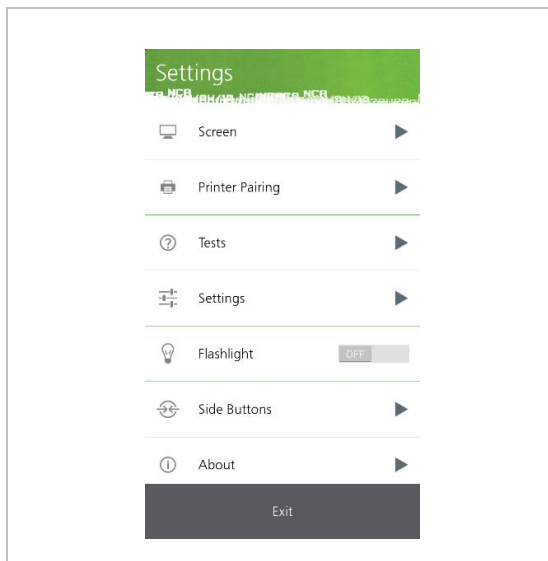 Settings
Screen
Printer Pairing
Tests
Settings
Flashlight
OFF
Side Buttons
About
Exit